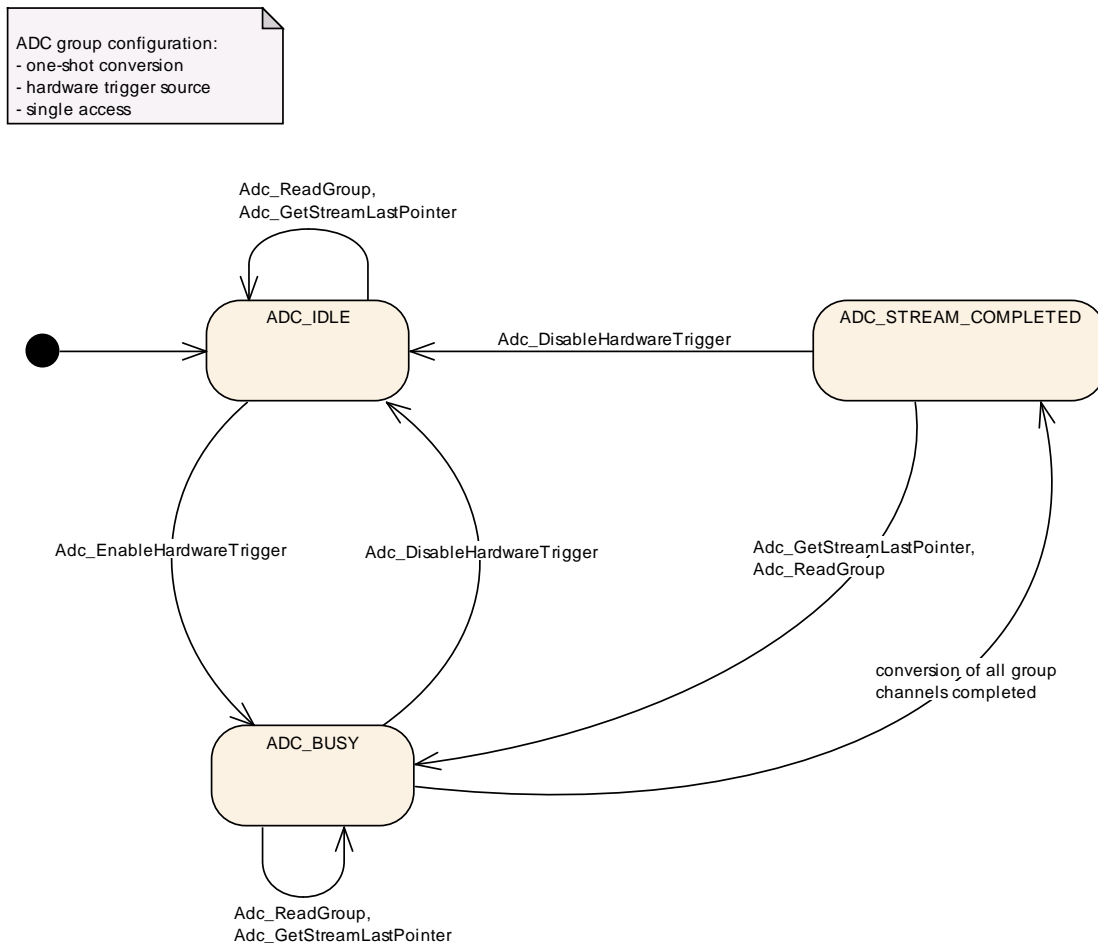 ADC group configuration:
- one-shot conversion
- hardware trigger source
- single access
Adc_ReadGroup,
Adc_GetStreamLastPointer
ADC_IDLE
ADC_STREAM_COMPLETED
Adc_DisableHardwareTrigger
Adc_EnableHardwareTrigger
Adc_DisableHardwareTrigger
Adc_GetStreamLastPointer,
Adc_ReadGroup
conversion of all group
channels completed
ADC_BUSY
Adc_ReadGroup,
Adc_GetStreamLastPointer